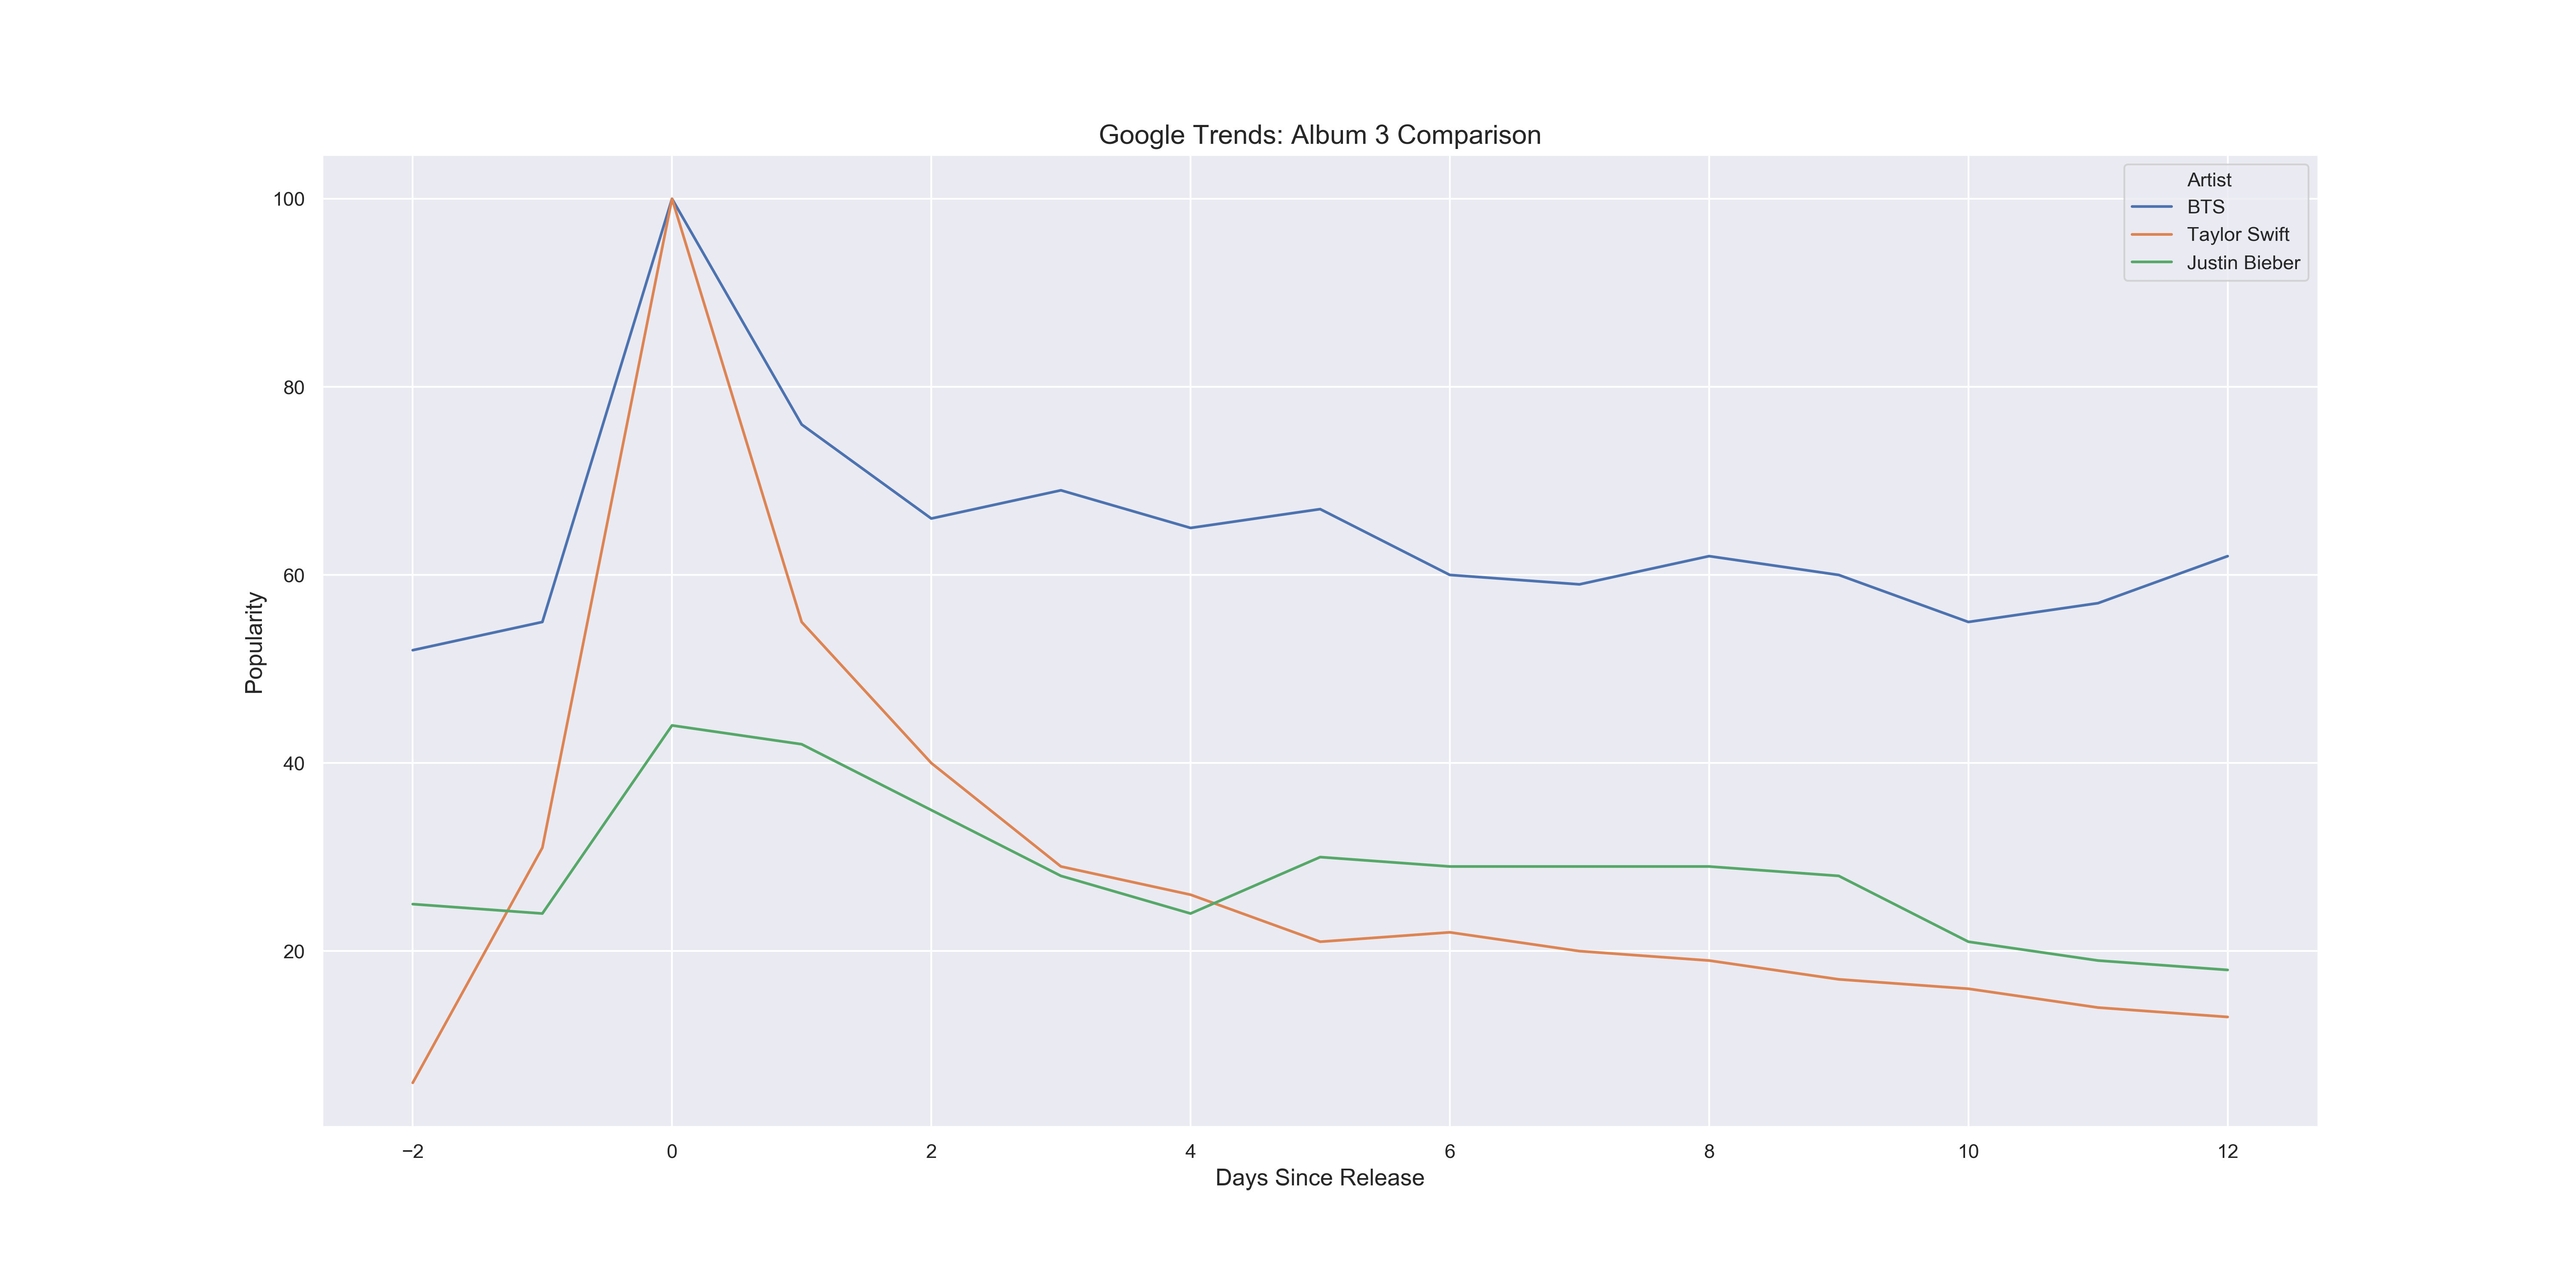 Google Trends: Album 3 Comparison
Artist
BTS
Taylor Swift
Justin Bieber
Popularity
100
80
60
40
20
−2 0 2 4 6 8 10 12
Days Since Release